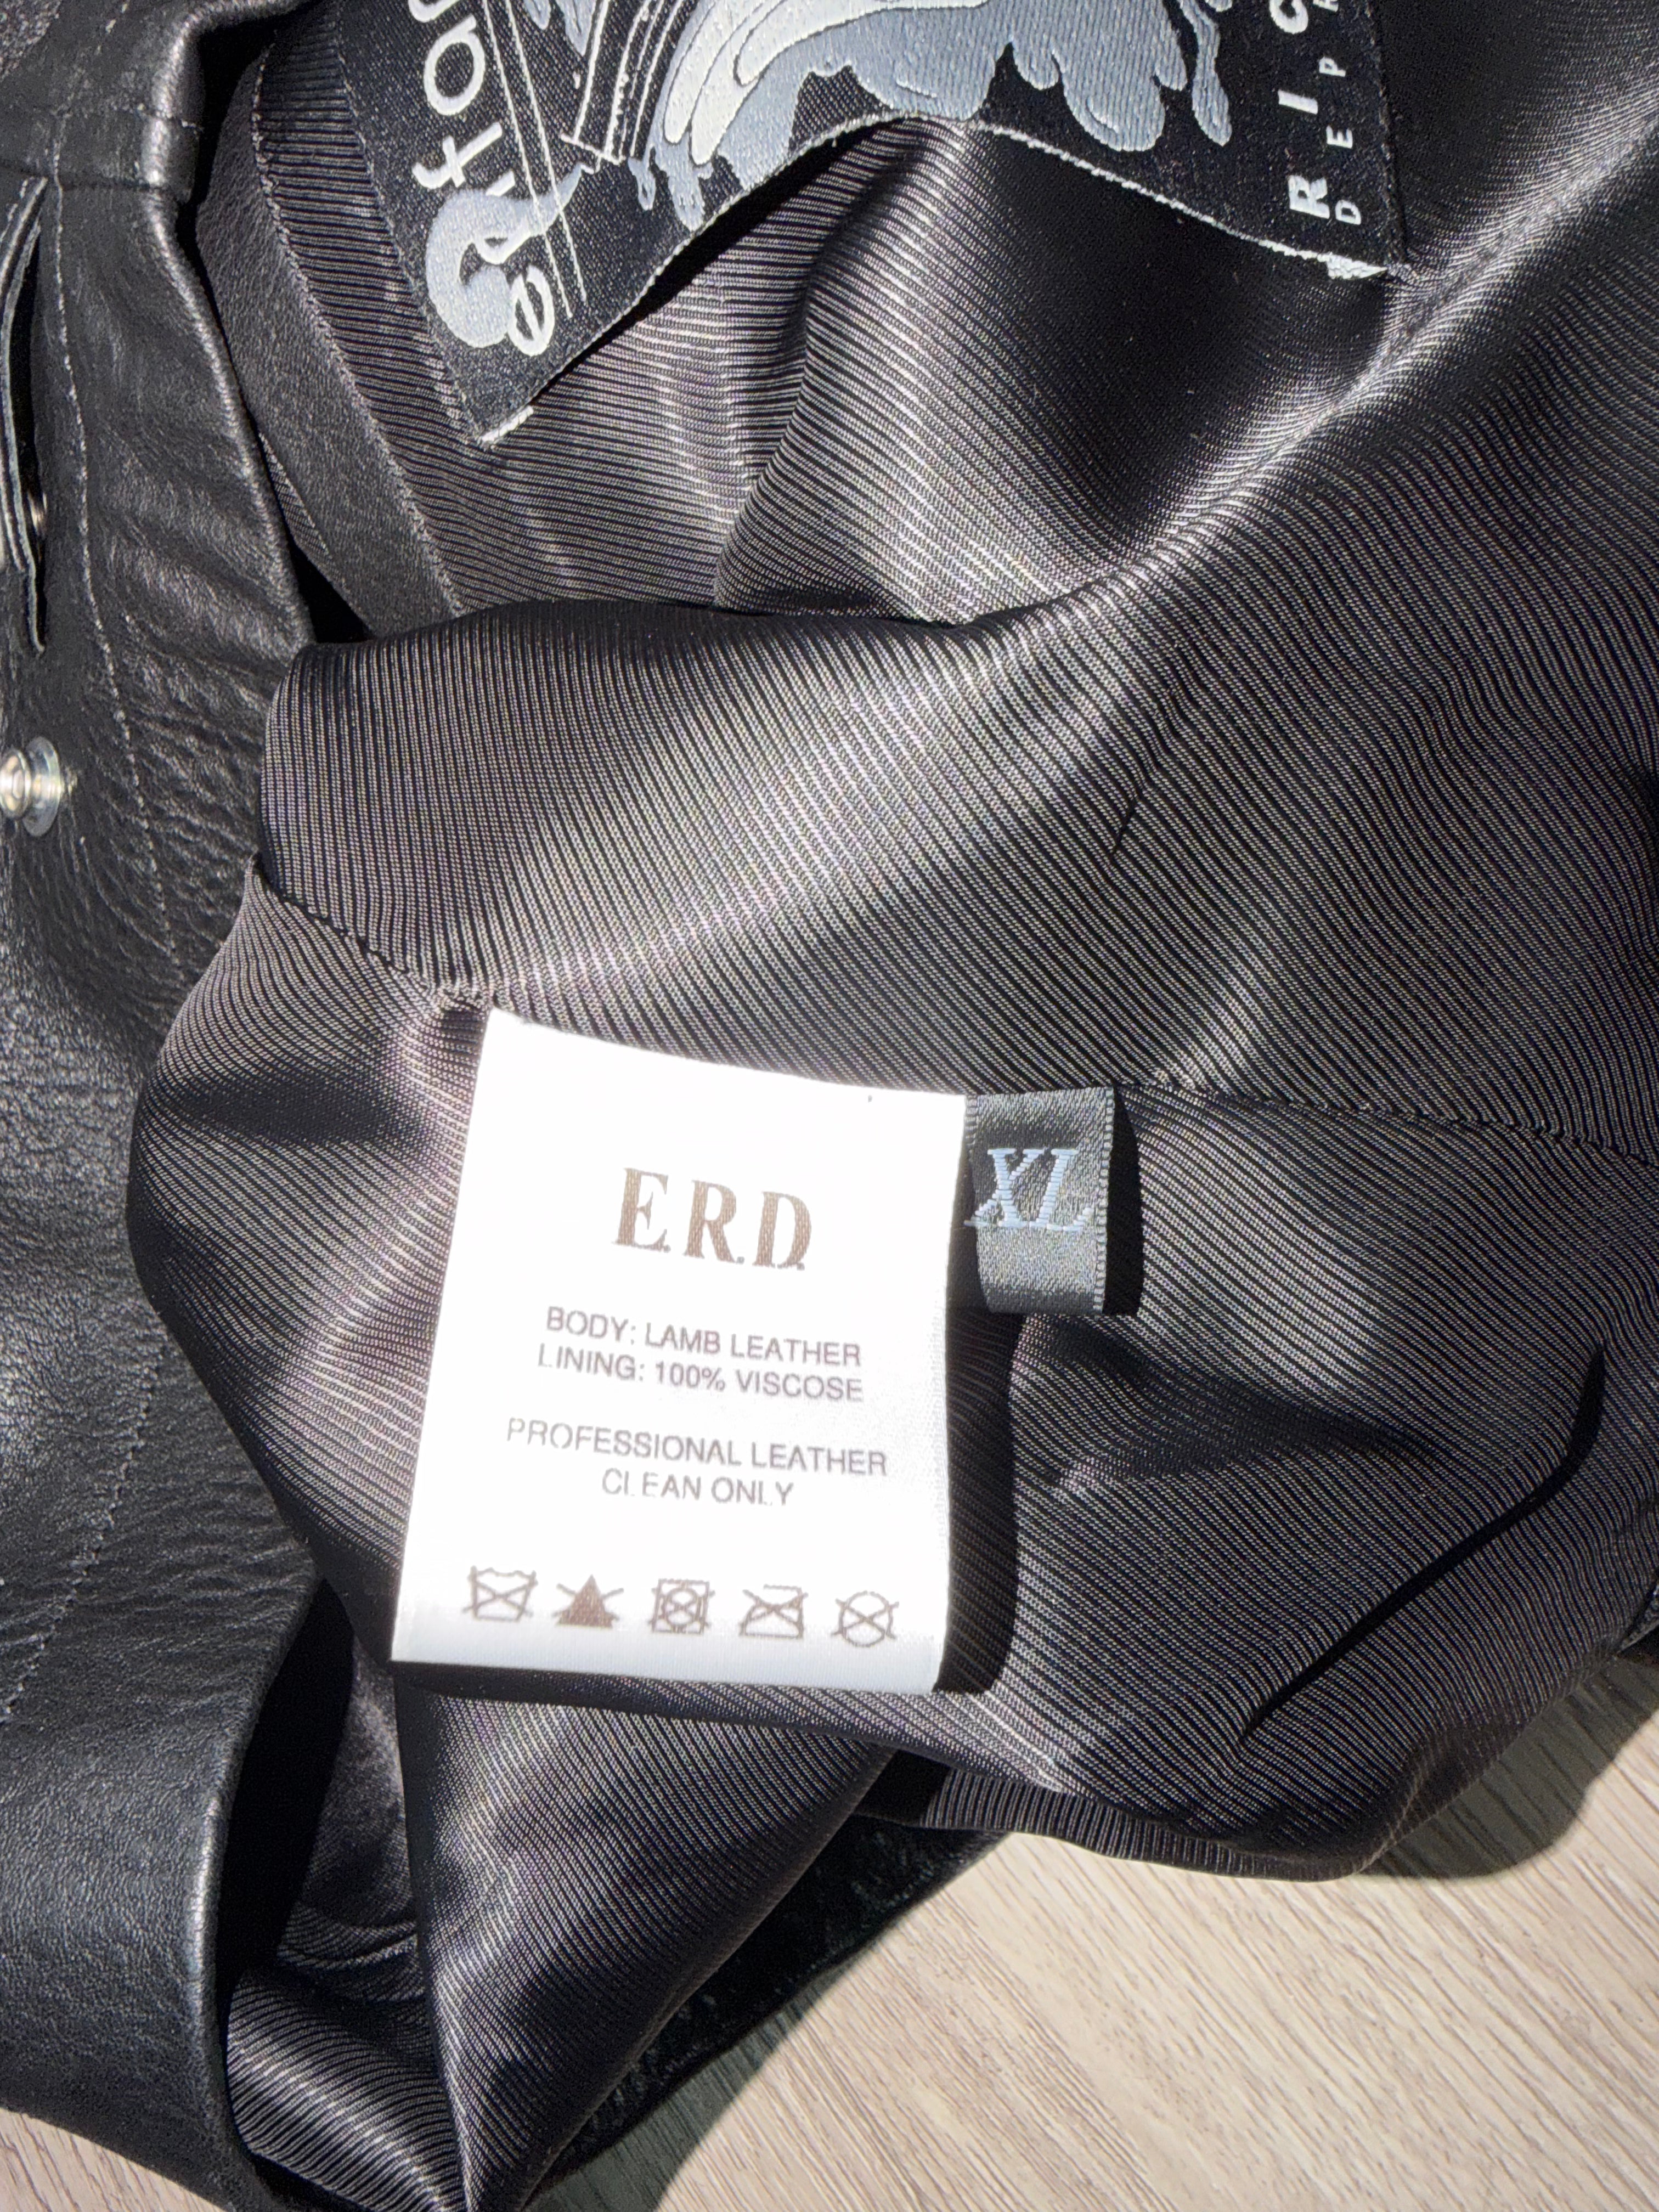 E.R.D.
XL
BODY: LAMB LEATHER
LINING: 100% VISCOSE
PROFESSIONAL LEATHER
CLEAN ONLY